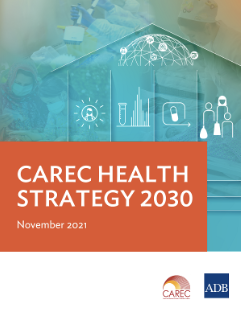 CAREC HEALTH
STRATEGY 2030
November 2021
CAREC
ADB